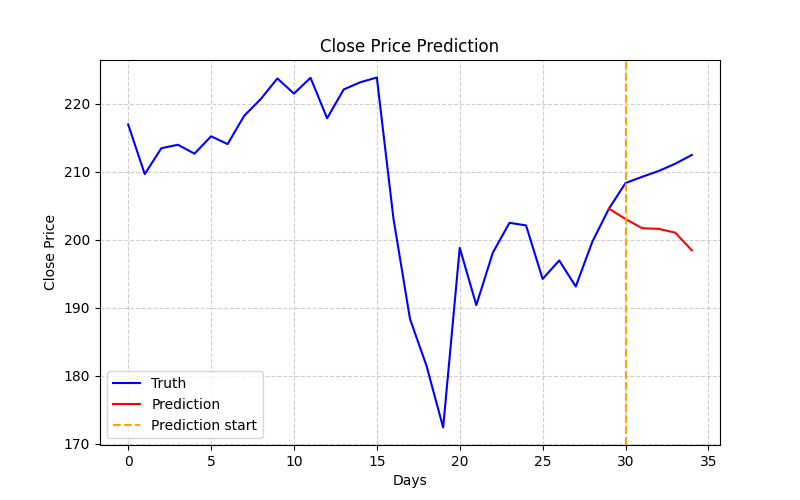 Close Price Prediction
Close Price
220
210
200
190
180
170
Truth
Prediction
Prediction start
0 5 10 15 20 25 30 35
Days